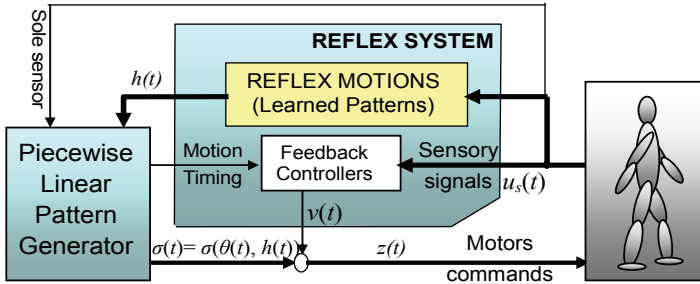 Sole sensor
REFLEX SYSTEM
h(t)
REFLEX MOTIONS
(Learned Patterns)
Piecewise
Linear
Pattern
Generator
Motion
Timing
Feedback
Controllers
Sensory
signals
u_s(t)
v(t)
σ(t)= σ(θ(t), h(t))
z(t)
Motors
commands